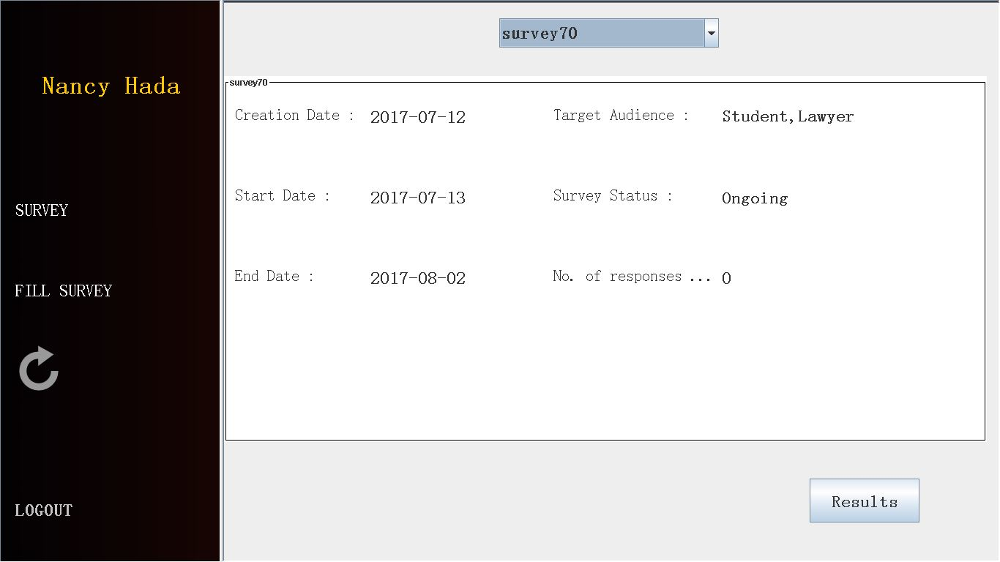 Nancy Hada
SURVEY
FILL SURVEY
LOGOUT
survey70
survey70
Creation Date : 2017-07-12 Target Audience : Student,Lawyer
Start Date : 2017-07-13 Survey Status : Ongoing
End Date : 2017-08-02 No. of responses ... 0
Results